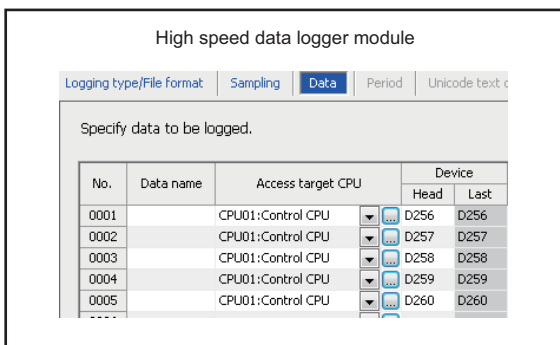 High speed data logger module
Logging type/File format Sampling Data Period Unicode text
Specify data to be logged.
No. Data name Access target CPU Device
Head Last
0001 CPU01:Control CPU ... D256 D256
0002 CPU01:Control CPU ... D257 D257
0003 CPU01:Control CPU ... D258 D258
0004 CPU01:Control CPU ... D259 D259
0005 CPU01:Control CPU ... D260 D260